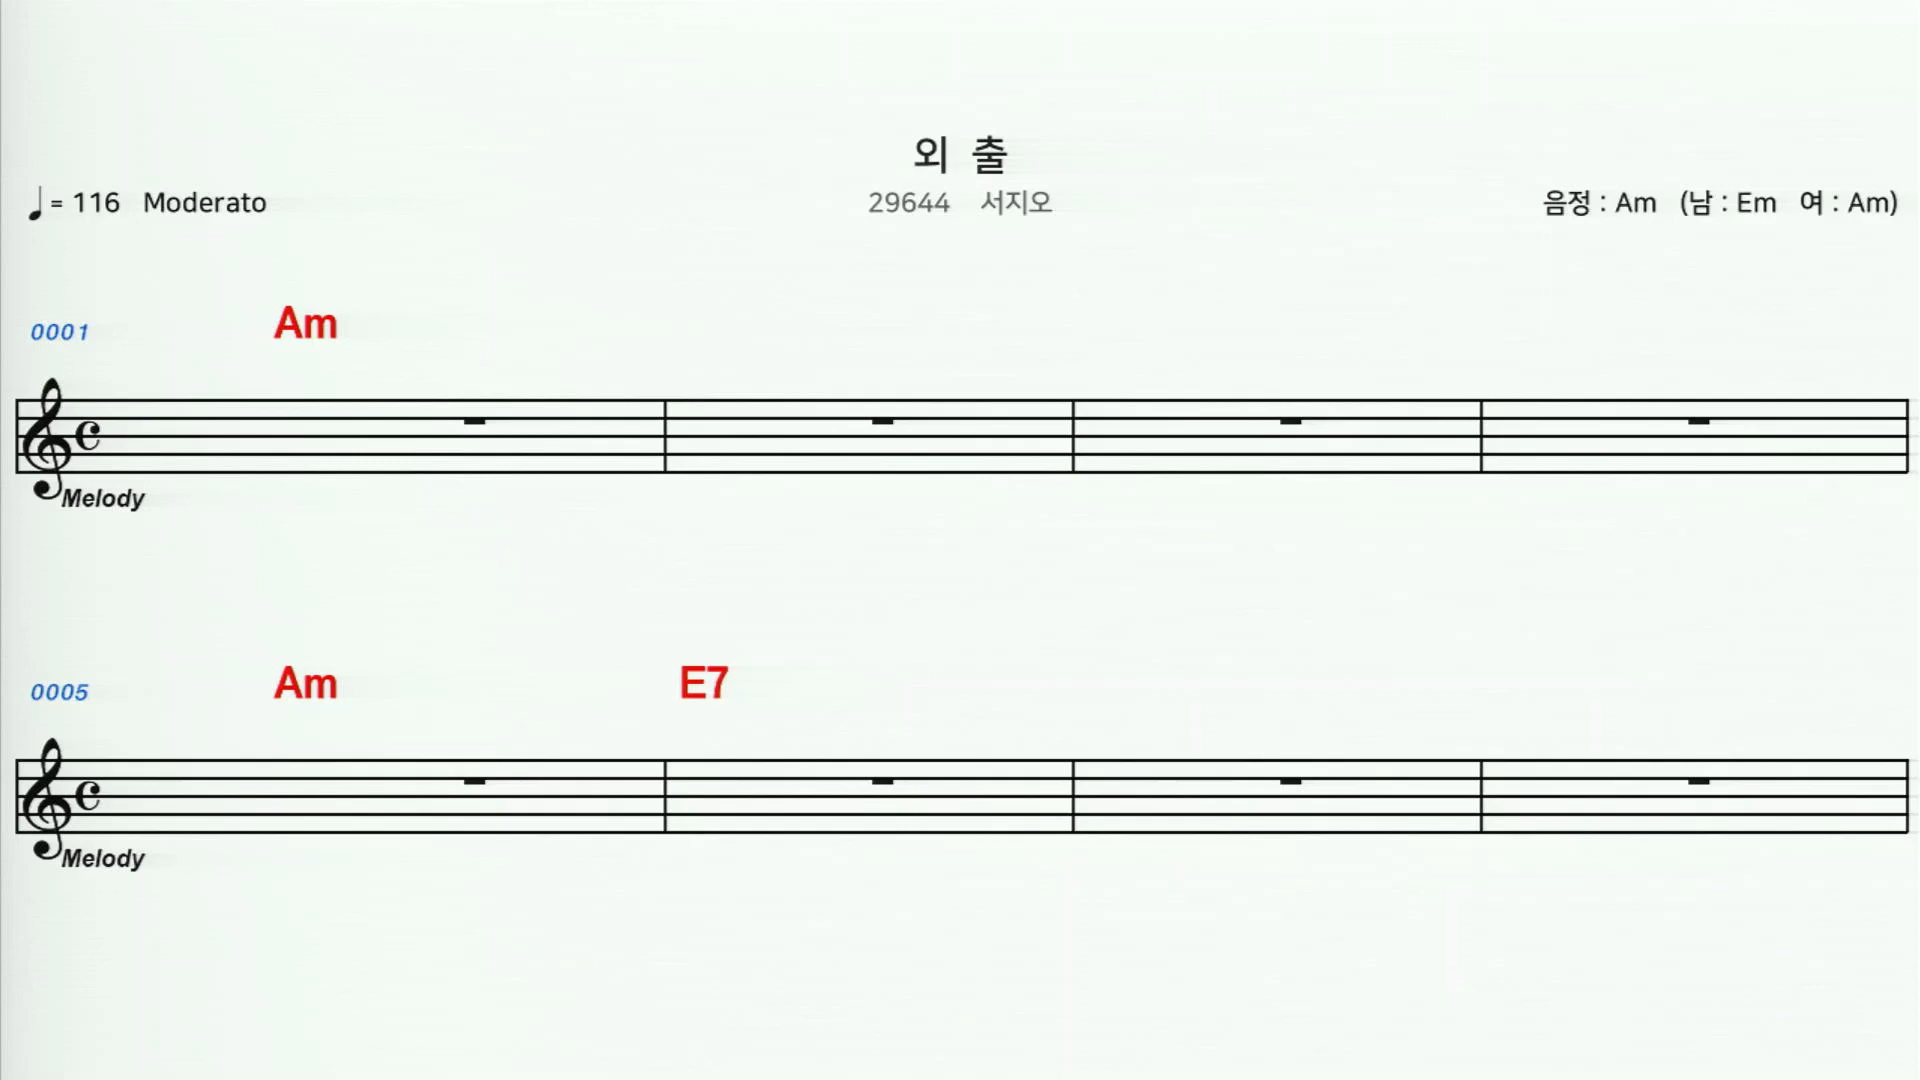 외 출
♩= 116 Moderato
29644 서지오
음정 : Am (남 : Em 여 : Am)
0001 Am
Melody
0005 Am E7
Melody